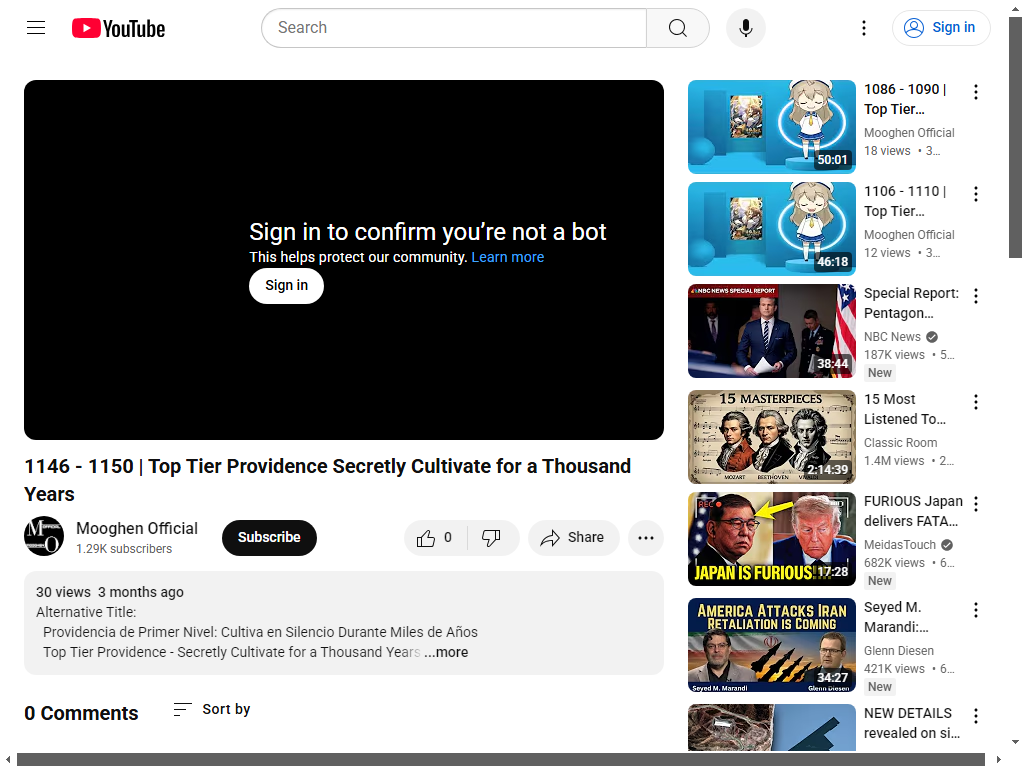 YouTube
Search
Sign in
Sign in to confirm you’re not a bot
This helps protect our community. Learn more
Sign in
1146 - 1150 | Top Tier Providence Secretly Cultivate for a Thousand
Years
Mooghen Official
1.29K subscribers
Subscribe
0
Share
30 views 3 months ago
Alternative Title:
Providencia de Primer Nivel: Cultiva en Silencio Durante Miles de Años
Top Tier Providence - Secretly Cultivate for a Thousand Years ...more
0 Comments
Sort by
50:01
1086 - 1090 |
Top Tier…
Mooghen Official
18 views • 3…
46:18
1106 - 1110 |
Top Tier…
Mooghen Official
12 views • 3…
NBC NEWS SPECIAL REPORT
38:44
Special Report:
Pentagon…
NBC News
187K views • 5…
New
15 MASTERPIECES
MOZART BEETHOVEN
2:14:39
15 Most
Listened To…
Classic Room
1.4M views • 2…
REC
JAPAN IS FURIOUS
17:28
FURIOUS Japan
delivers FATA…
MeidasTouch
682K views • 6…
New
AMERICA ATTACKS IRAN
RETALIATION IS COMING
34:27
Seyed M. Marandi Glenn Diesen
Seyed M.
Marandi:…
Glenn Diesen
421K views • 6…
New
NEW DETAILS
revealed on si…